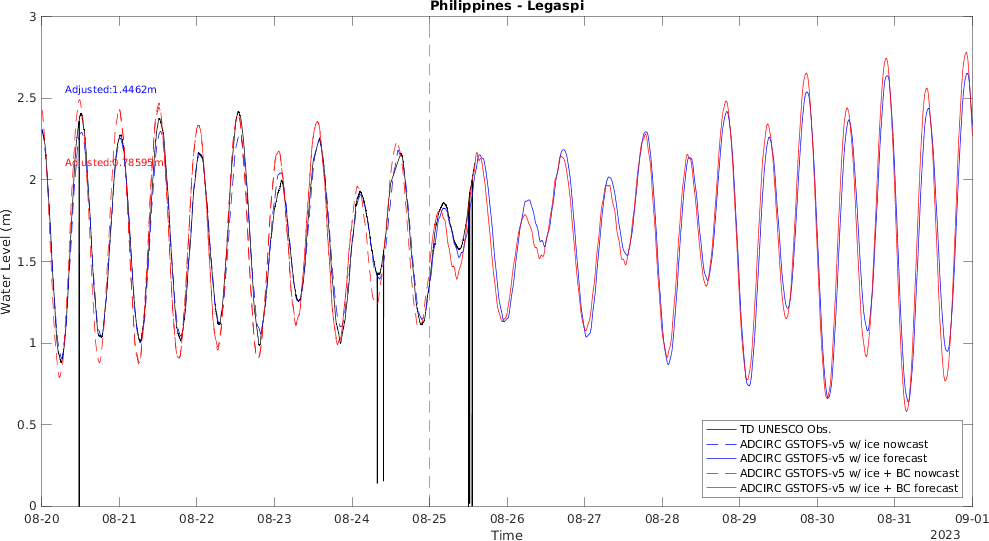 Philippines - Legaspi
Water Level (m)
3
2.5
2
1.5
1
0.5
0
Adjusted:1.4462m
Adjusted:0.78595m
TD UNESCO Obs.
ADCIRC GSTOFS-v5 w/ ice nowcast
ADCIRC GSTOFS-v5 w/ ice forecast
ADCIRC GSTOFS-v5 w/ ice + BC nowcast
ADCIRC GSTOFS-v5 w/ ice + BC forecast
08-20 08-21 08-22 08-23 08-24 08-25 08-26 08-27 08-28 08-29 08-30 08-31 09-01
Time
2023